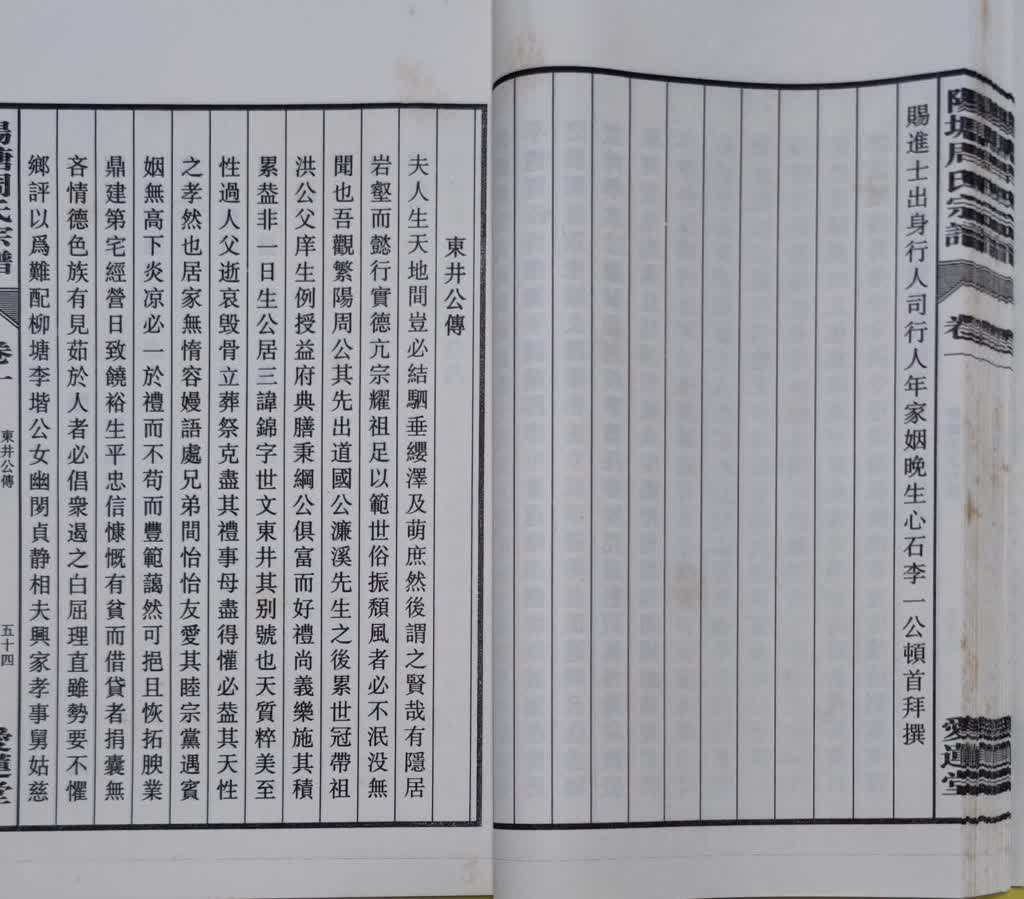 陽塘周氏宗譜
卷一
愛蓮堂
賜進士出身行人司行人年家姻晚生心石李一公頓首拜撰
東井公傳
夫人生天地間豈必結駟垂纓澤及萌庶然後謂之賢哉有隱居
岩壑而懿行實德亢宗耀祖足以範世俗振頹風者必不泯没無
聞也吾觀繁陽周公其先出道國公濂溪先生之後累世冠帶祖
洪公父庠生例授益府典膳秉綱公俱富而好禮尚義樂施其積
累葢非一日生公居三諱錦字世文東井其别號也天質粹美至
性過人父逝哀毁骨立葬祭克盡其禮事母盡得懽必葢其天性
之孝然也居家無惰容嫚語處兄弟間怡怡友愛其睦宗黨遇賓
姻無高下炎凉必一於禮而不苟而豐範藹然可挹且恢拓腴業
鼎建第宅經營日致饒裕生平忠信慷慨有貧而借貸者捐囊無
吝情德色族有見茹於人者必倡衆遏之白屈理直雖勢要不懼
鄉評以爲難配柳塘李堦公女幽閔貞静相夫興家孝事舅姑慈
陽塘周氏宗譜
卷一
東井公傳
五十四
愛蓮堂